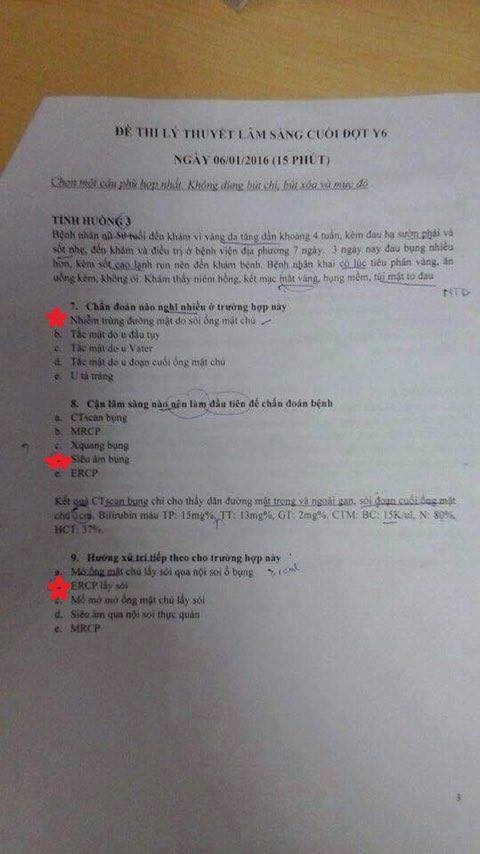 ĐỀ THI LÝ THUYẾT LÂM SÀNG CUỐI ĐỢT Y6
NGÀY 06/01/2016 (15 PHÚT)
Chọn một câu phù hợp nhất. Không dùng bút chì, bút xóa và mực đỏ
TÌNH HUỐNG 3
Bệnh nhân nữ 50 tuổi đến khám vì vàng da tăng dần khoảng 4 tuần, kèm đau hạ sườn phải và
sốt nhẹ, đến khám và điều trị ở bệnh viện địa phương 7 ngày. 3 ngày nay đau bụng nhiều
hơn, kèm sốt cao lạnh run nên đến khám bệnh. Bệnh nhân khai có lúc tiêu phân vàng, ăn
uống kém, không ói. Khám thấy niêm hồng, kết mạc mắt vàng, bụng mềm, túi mật to đau
NTĐ
7. Chẩn đoán nào nghĩ nhiều ở trường hợp này
Nhiễm trùng đường mật do sỏi ống mật chủ
b. Tắc mật do u đầu tụy
c. Tắc mật do u Vater
d. Tắc mật do u đoạn cuối ống mật chủ
e. U tá tràng
8. Cận lâm sàng nào nên làm đầu tiên để chẩn đoán bệnh
a. CTscan bụng
b. MRCP
c. Xquang bụng
Siêu âm bụng
e. ERCP
Kết quả CTscan bụng chỉ cho thấy dãn đường mật trong và ngoài gan, sỏi đoạn cuối ống mật
chủ 1cm. Bilirubin máu TP: 15mg%, TT: 13mg%, GT: 2mg%, CTM: BC: 15K/ul, N: 80%,
HCT: 37%.
9. Hướng xử trí tiếp theo cho trường hợp này
a. Mở ống mật chủ lấy sỏi qua nội soi ổ bụng
ERCP lấy sỏi
c. Mổ mở mở ống mật chủ lấy sỏi
d. Siêu âm qua nội soi thực quản
e. MRCP
3